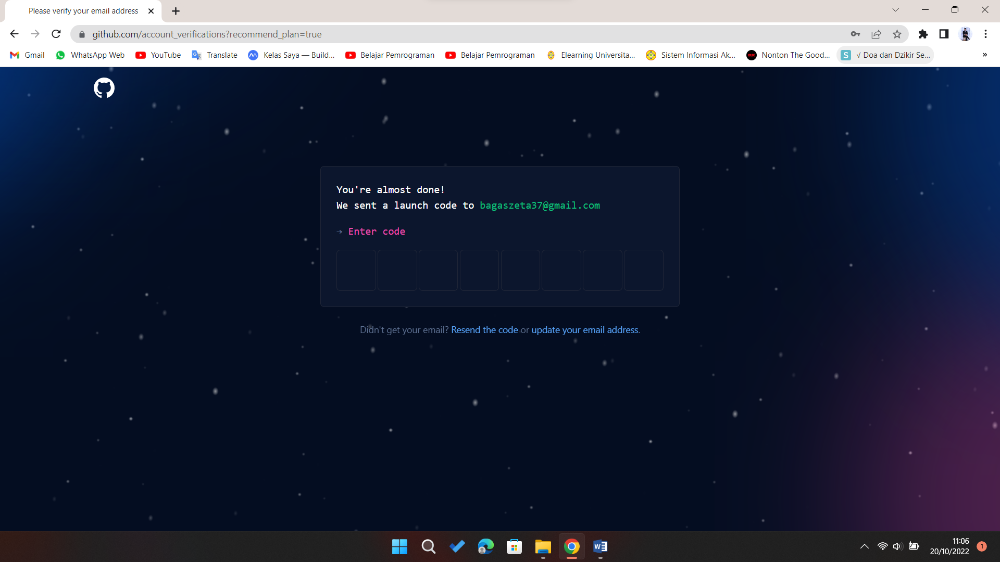 Please verify your email address
github.com/account_verifications?recommend_plan=true
Gmail
WhatsApp Web
YouTube
Translate
Kelas Saya — Build...
Belajar Pemrograman
Belajar Pemrograman
Elearning Universita...
Sistem Informasi Ak...
Nonton The Good...
S √ Doa dan Dzikir Se...
»
You're almost done!
We sent a launch code to bagaszeta37@gmail.com
→ Enter code
Didn't get your email? Resend the code or update your email address.
11:06
20/10/2022
1